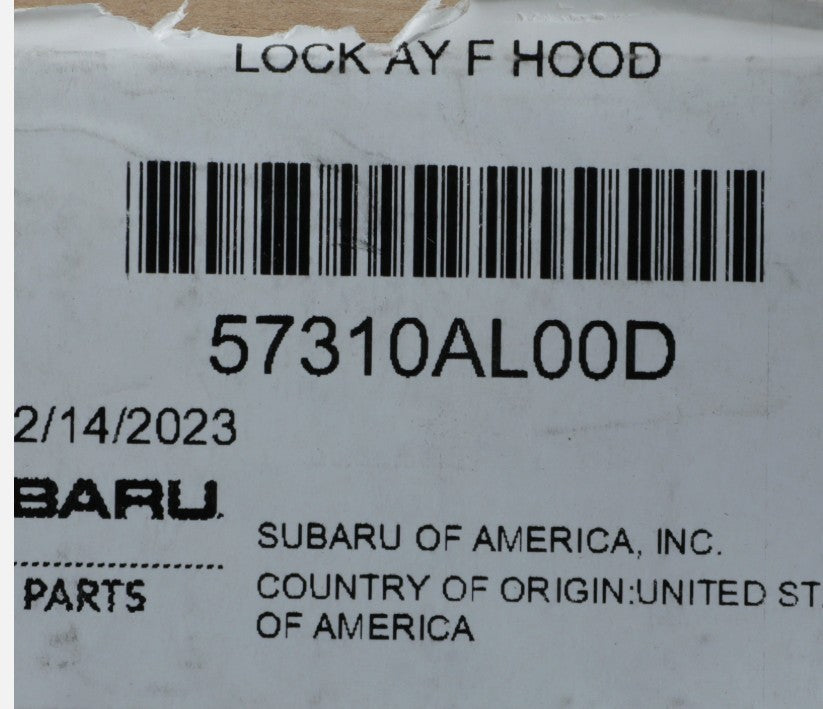 LOCK AY F HOOD
57310AL00D
2/14/2023
BARU
PARTS
SUBARU OF AMERICA, INC.
COUNTRY OF ORIGIN:UNITED ST
OF AMERICA